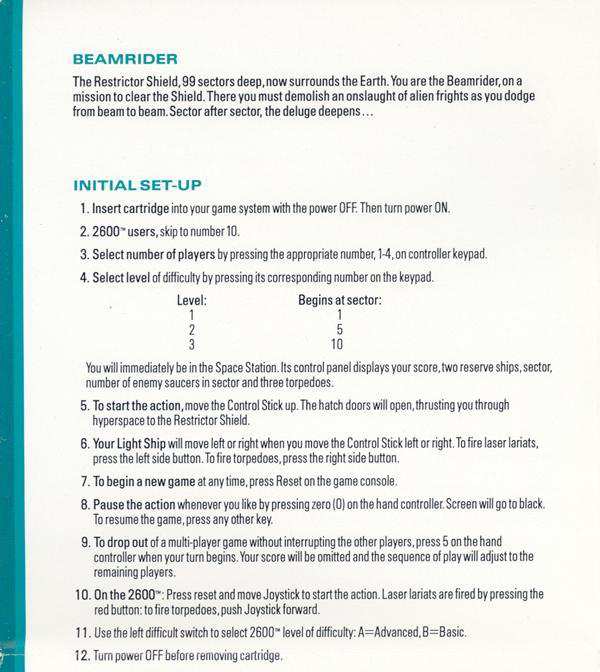 BEAMRIDER
The Restrictor Shield, 99 sectors deep, now surrounds the Earth. You are the Beamrider, on a
mission to clear the Shield. There you must demolish an onslaught of alien frights as you dodge
from beam to beam. Sector after sector, the deluge deepens...
INITIAL SET-UP
1. Insert cartridge into your game system with the power OFF. Then turn power ON.
2. 2600™ users, skip to number 10.
3. Select number of players by pressing the appropriate number, 1-4, on controller keypad.
4. Select level of difficulty by pressing its corresponding number on the keypad.
Level: Begins at sector:
1 1
2 5
3 10
You will immediately be in the Space Station. Its control panel displays your score, two reserve ships, sector,
number of enemy saucers in sector and three torpedoes.
5. To start the action, move the Control Stick up. The hatch doors will open, thrusting you through
hyperspace to the Restrictor Shield.
6. Your Light Ship will move left or right when you move the Control Stick left or right. To fire laser lariats,
press the left side button. To fire torpedoes, press the right side button.
7. To begin a new game at any time, press Reset on the game console.
8. Pause the action whenever you like by pressing zero (0) on the hand controller. Screen will go to black.
To resume the game, press any other key.
9. To drop out of a multi-player game without interrupting the other players, press 5 on the hand
controller when your turn begins. Your score will be omitted and the sequence of play will adjust to the
remaining players.
10. On the 2600™: Press reset and move Joystick to start the action. Laser lariats are fired by pressing the
red button: to fire torpedoes, push Joystick forward.
11. Use the left difficult switch to select 2600™ level of difficulty: A=Advanced, B=Basic.
12. Turn power OFF before removing cartridge.